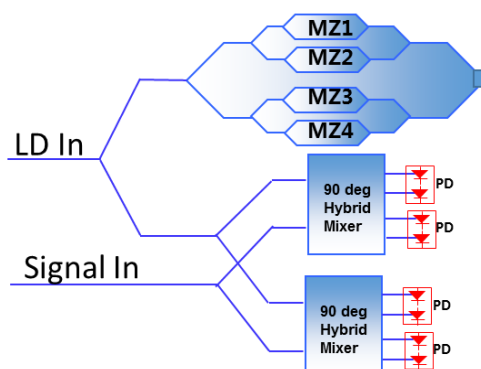 MZ1
MZ2
MZ3
MZ4
LD In
90 deg
Hybrid
Mixer
PD
PD
Signal In
90 deg
Hybrid
Mixer
PD
PD